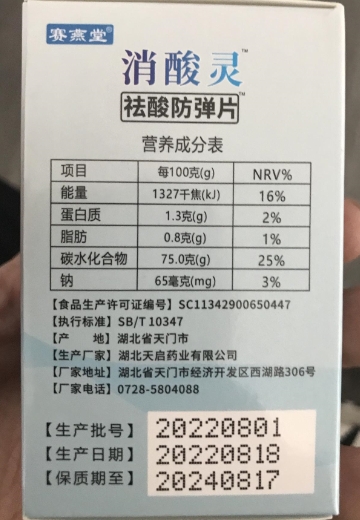 赛燕堂®
消酸灵™
祛酸防弹片™
营养成分表
项目 每100克(g) NRV%
能量 1327千焦(kJ) 16%
蛋白质 1.3克(g) 2%
脂肪 0.8克(g) 1%
碳水化合物 75.0克(g) 25%
钠 65毫克(mg) 3%
【食品生产许可证编号】SC11342900650447
【执行标准】SB/T 10347
【产 地】湖北省天门市
【生产厂家】湖北天启药业有限公司
【厂家地址】湖北省天门市经济开发区西湖路306号
【厂家电话】0728-5804088
【生产批号】20220801
【生产日期】20220818
【保质期至】20240817